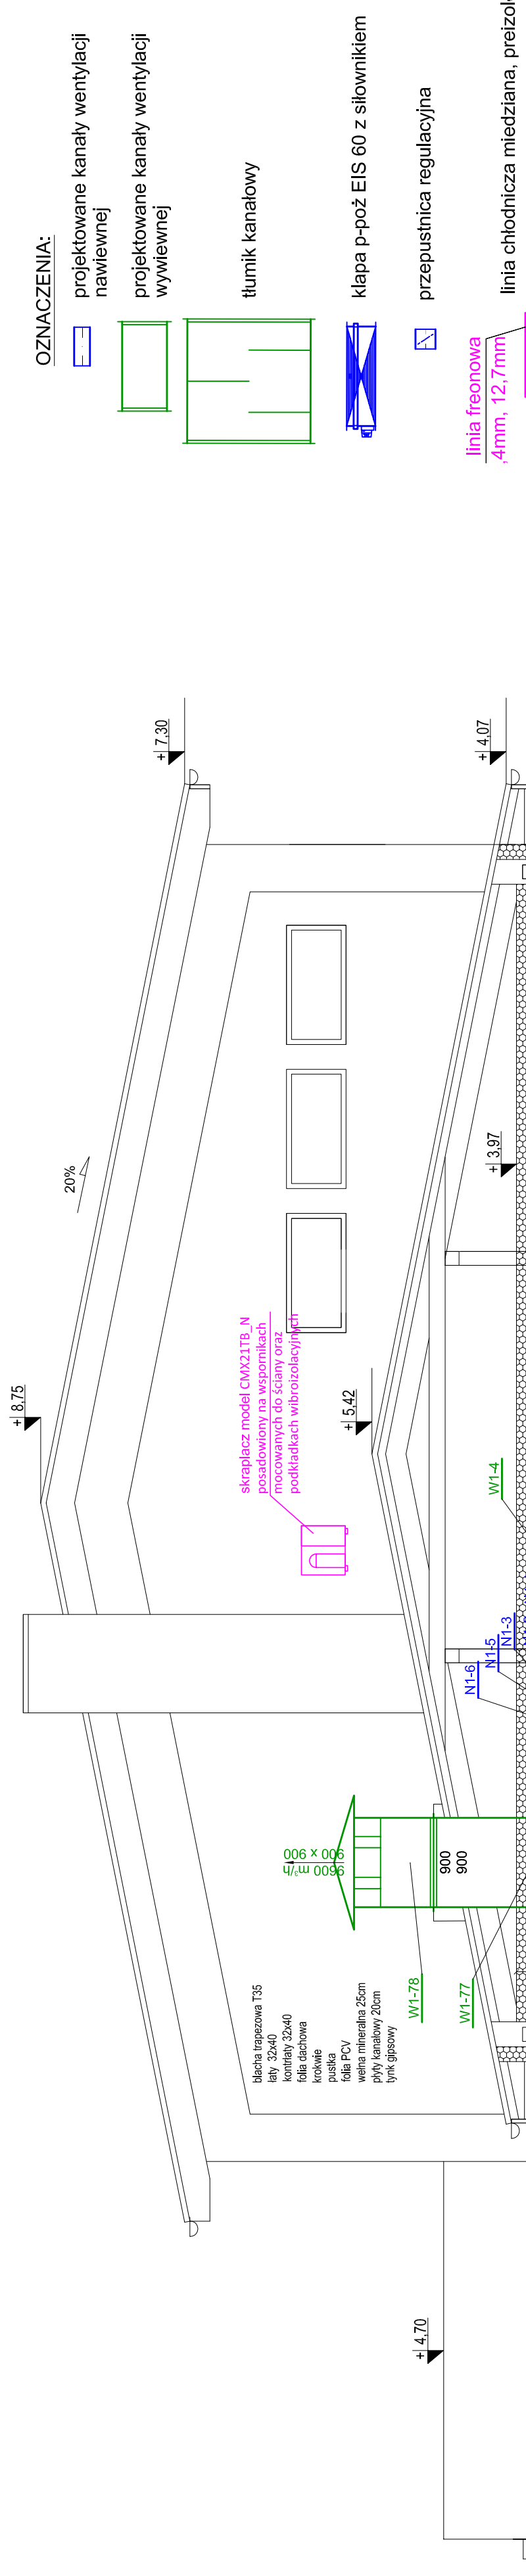 OZNACZENIA:
projektowane kanały wentylacji
nawiewnej
projektowane kanały wentylacji
wywiewnej
tłumik kanałowy
klapa p-poż EIS 60 z siłownikiem
przepustnica regulacyjna
linia chłodnicza miedziana,
linia freonowa
,4mm, 12,7mm
+ 7,30
+ 4,07
20%
+ 3,97
+ 8,75
+ 5,42
skraplacz model CMX21TB_N
posadowiony na wspornikach
mocowanych do ściany oraz
podkładkach wibroizolacyjnych
W1-4
N1-3
N1-5
N1-6
9600 m³/h
900 x 900
900
900
W1-78
W1-77
blacha trapezowa T35
łaty 32x40
kontrłaty 32x40
folia dachowa
krokwie
pustka
folia PCV
wełna mineralna 25cm
płyty kanałowy 20cm
tynk gipsowy
+ 4,70